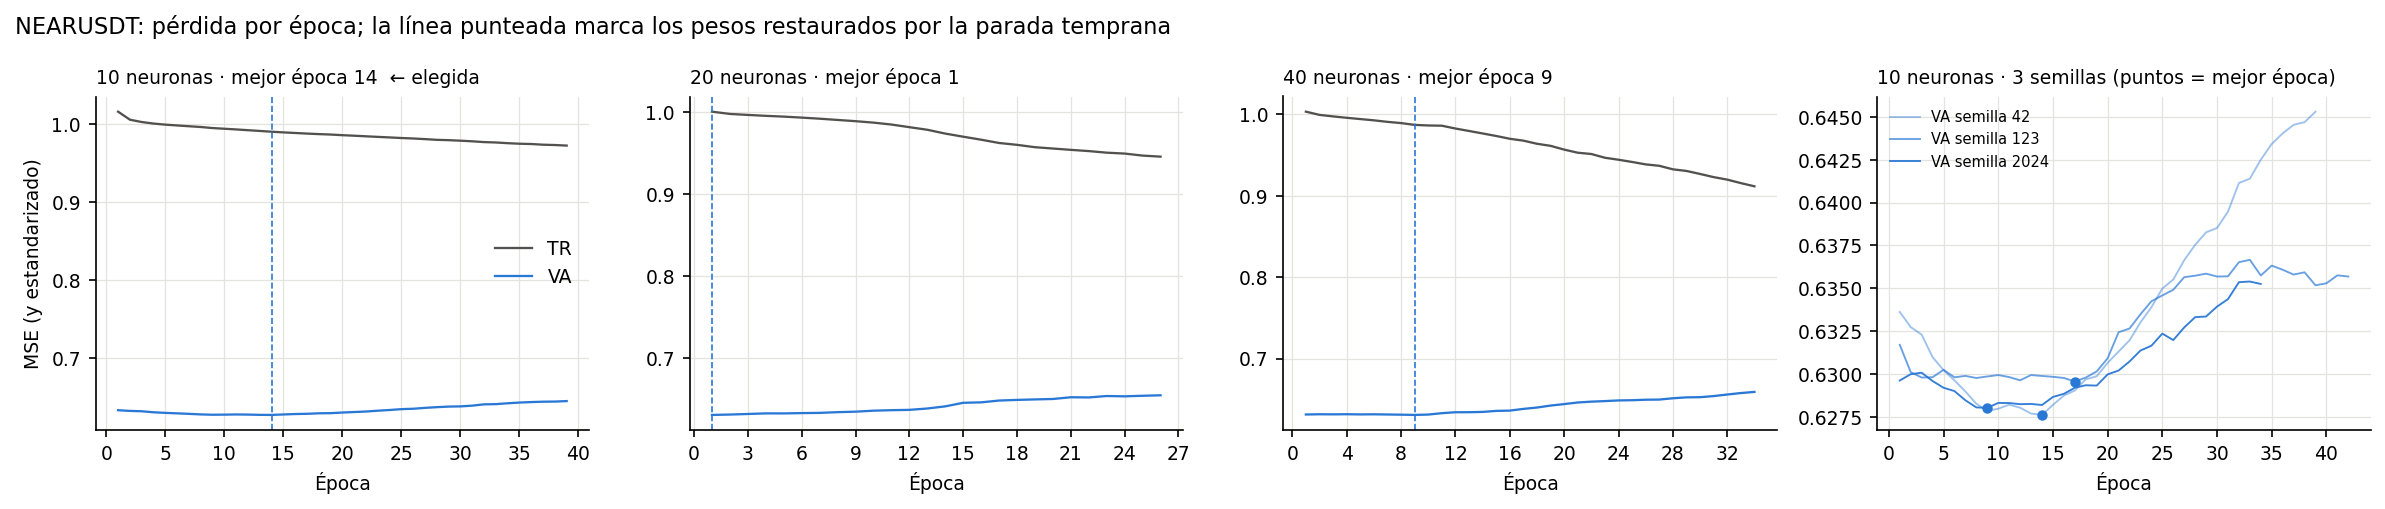 NEARUSDT: pérdida por época; la línea punteada marca los pesos restaurados por la parada temprana
10 neuronas · mejor época 14 ← elegida
MSE (y estandarizado)
1.0
0.9
0.8
0.7
TR
VA
0 5 10 15 20 25 30 35 40
Época
20 neuronas · mejor época 1
1.0
0.9
0.8
0.7
0 3 6 9 12 15 18 21 24 27
Época
40 neuronas · mejor época 9
1.0
0.9
0.8
0.7
0 4 8 12 16 20 24 28 32
Época
10 neuronas · 3 semillas (puntos = mejor época)
0.6450
0.6425
0.6400
0.6375
0.6350
0.6325
0.6300
0.6275
VA semilla 42
VA semilla 123
VA semilla 2024
0 5 10 15 20 25 30 35 40
Época